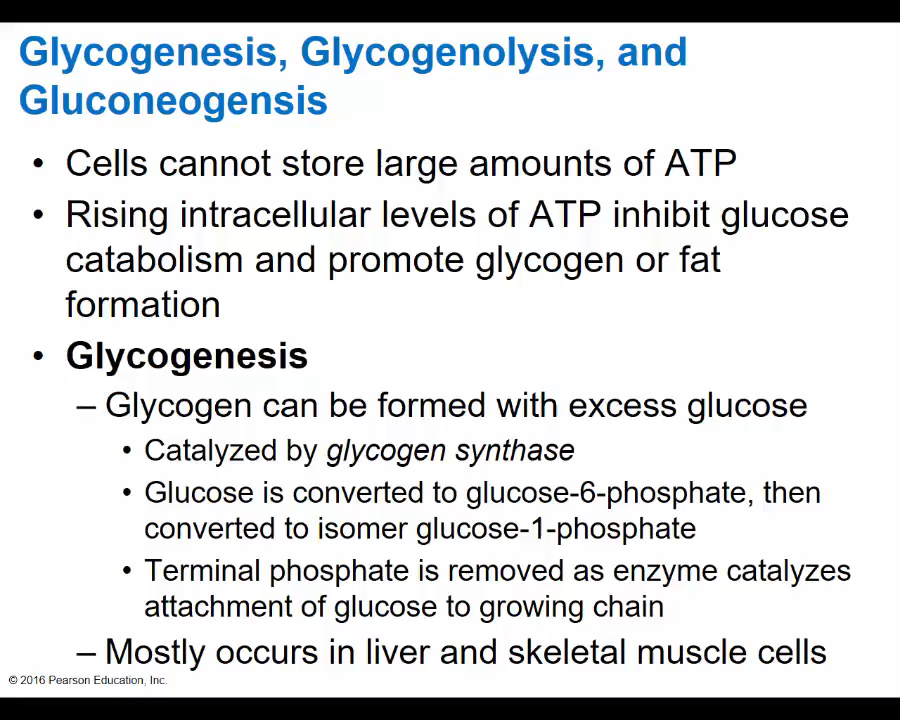 Glycogenesis, Glycogenolysis, and
Gluconeogensis
• Cells cannot store large amounts of ATP
• Rising intracellular levels of ATP inhibit glucose
catabolism and promote glycogen or fat
formation
• Glycogenesis
– Glycogen can be formed with excess glucose
• Catalyzed by glycogen synthase
• Glucose is converted to glucose-6-phosphate, then
converted to isomer glucose-1-phosphate
• Terminal phosphate is removed as enzyme catalyzes
attachment of glucose to growing chain
– Mostly occurs in liver and skeletal muscle cells
© 2016 Pearson Education, Inc.